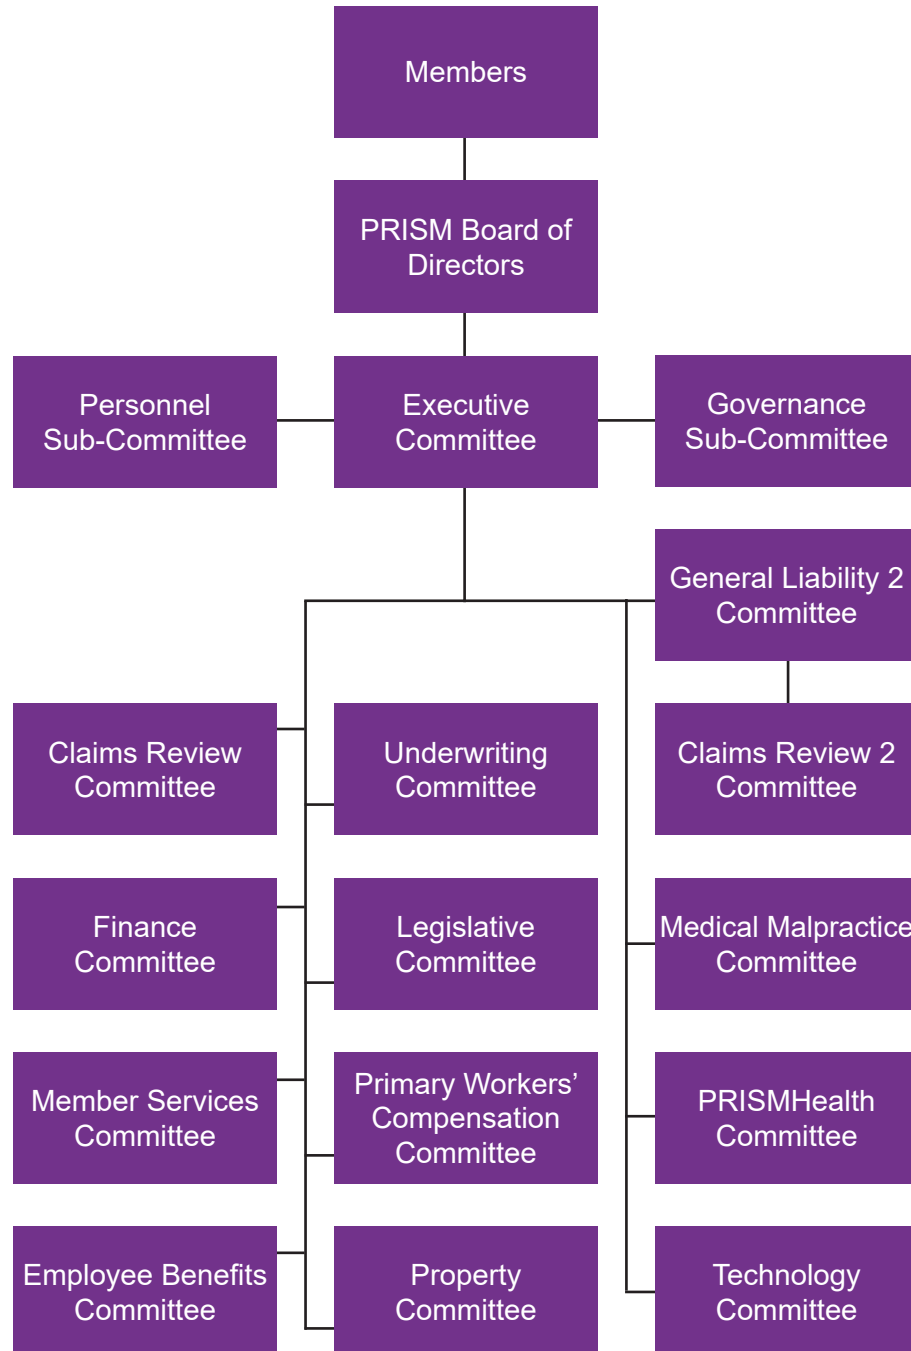 Members
PRISM Board of
Directors
Personnel
Sub-Committee
Executive
Committee
Governance
Sub-Committee
General Liability 2
Committee
Claims Review
Committee
Underwriting
Committee
Claims Review 2
Committee
Finance
Committee
Legislative
Committee
Medical Malpractice
Committee
Member Services
Committee
Primary Workers’
Compensation
Committee
PRISMHealth
Committee
Employee Benefits
Committee
Property
Committee
Technology
Committee